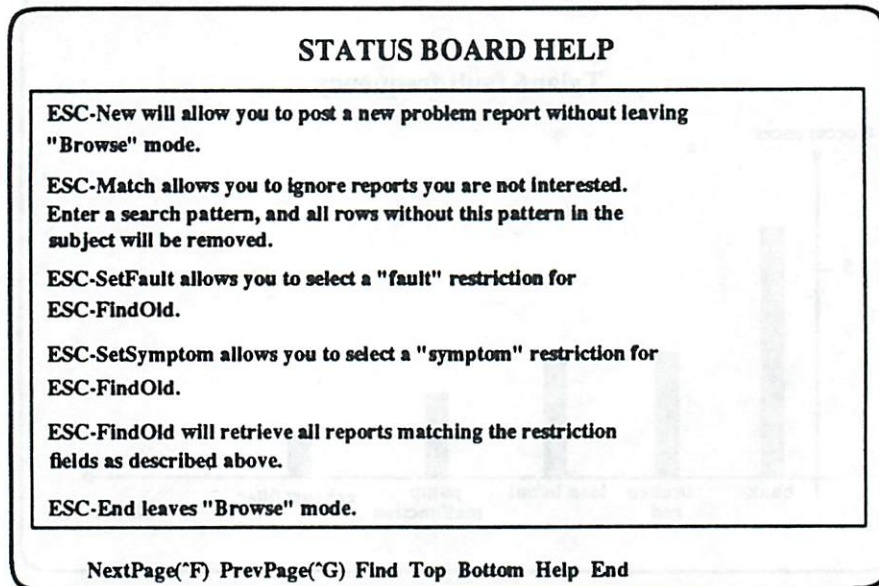 STATUS BOARD HELP
ESC-New will allow you to post a new problem report without leaving
"Browse" mode.
ESC-Match allows you to ignore reports you are not interested.
Enter a search pattern, and all rows without this pattern in the
subject will be removed.
ESC-SetFault allows you to select a "fault" restriction for
ESC-FindOld.
ESC-SetSymptom allows you to select a "symptom" restriction for
ESC-FindOld.
ESC-FindOld will retrieve all reports matching the restriction
fields as described above.
ESC-End leaves "Browse" mode.
NextPage(^F) PrevPage(^G) Find Top Bottom Help End